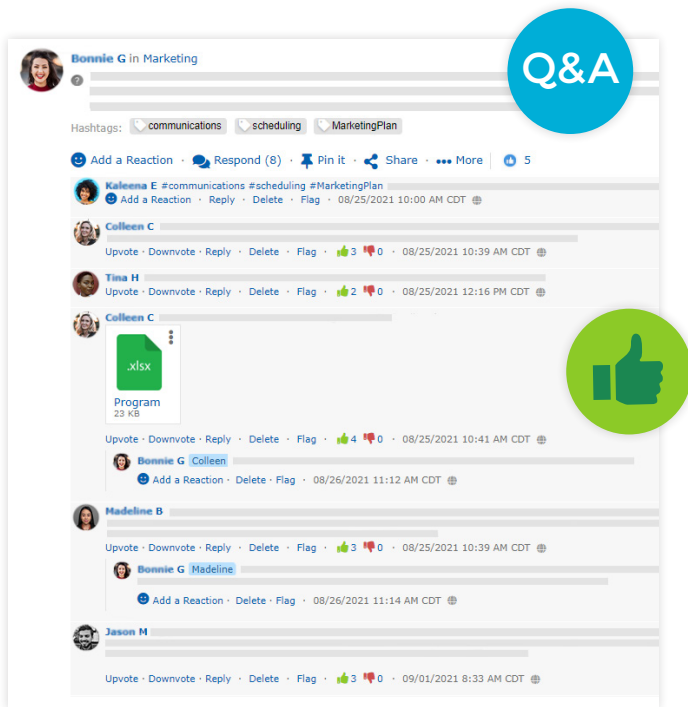 Q&A
Bonnie G in Marketing
Hashtags: communications scheduling MarketingPlan
Add a Reaction · Respond (8) · Pin it · Share · ••• More 5
Kaleena E #communications #scheduling #MarketingPlan
Add a Reaction · Reply · Delete · Flag · 08/25/2021 10:00 AM CDT
Colleen C
Upvote · Downvote · Reply · Delete · Flag · 3 0 · 08/25/2021 10:39 AM CDT
Tina H
Upvote · Downvote · Reply · Delete · Flag · 2 0 · 08/25/2021 12:16 PM CDT
Colleen C
.xlsx
Program
23 KB
Upvote · Downvote · Reply · Delete · Flag · 4 0 · 08/25/2021 10:41 AM CDT
Bonnie G Colleen
Add a Reaction · Delete · Flag · 08/26/2021 11:12 AM CDT
Madeline B
Upvote · Downvote · Reply · Delete · Flag · 3 0 · 08/25/2021 10:39 AM CDT
Bonnie G Madeline
Add a Reaction · Delete · Flag · 08/26/2021 11:14 AM CDT
Jason M
Upvote · Downvote · Reply · Delete · Flag · 3 0 · 09/01/2021 8:33 AM CDT